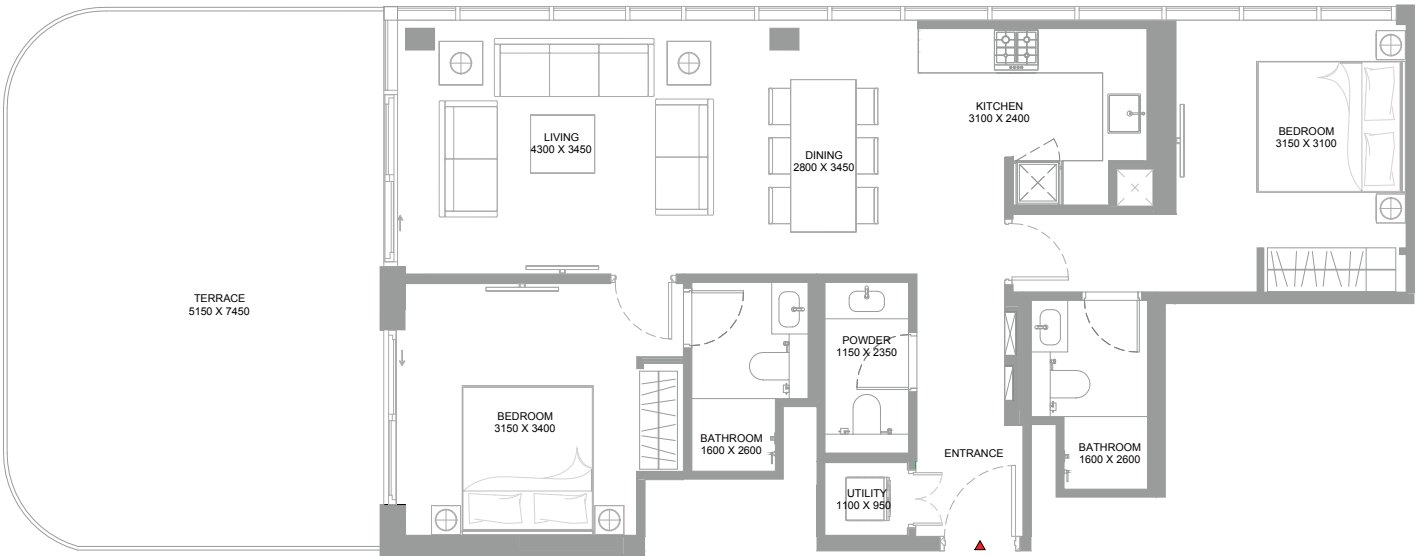 LIVING
4300 X 3450
DINING
2800 X 3450
KITCHEN
3100 X 2400
BEDROOM
3150 X 3100
TERRACE
5150 X 7450
POWDER
1150 X 2350
BEDROOM
3150 X 3400
BATHROOM
1600 X 2600
ENTRANCE
BATHROOM
1600 X 2600
UTILITY
1100 X 950